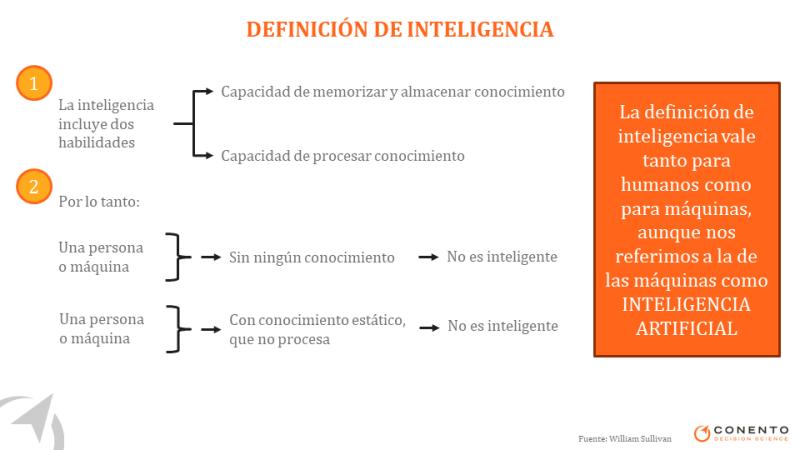 DEFINICIÓN DE INTELIGENCIA
1
La inteligencia
incluye dos
habilidades
Capacidad de memorizar y almacenar conocimiento
Capacidad de procesar conocimiento
2
Por lo tanto:
Una persona
o máquina
Sin ningún conocimiento
No es inteligente
Una persona
o máquina
Con conocimiento estático,
que no procesa
No es inteligente
La definición de
inteligencia vale
tanto para
humanos como
para máquinas,
aunque nos
referimos a la de
las máquinas como
INTELIGENCIA
ARTIFICIAL
Fuente: William Sullivan
CONENTO
DECISION SCIENCE